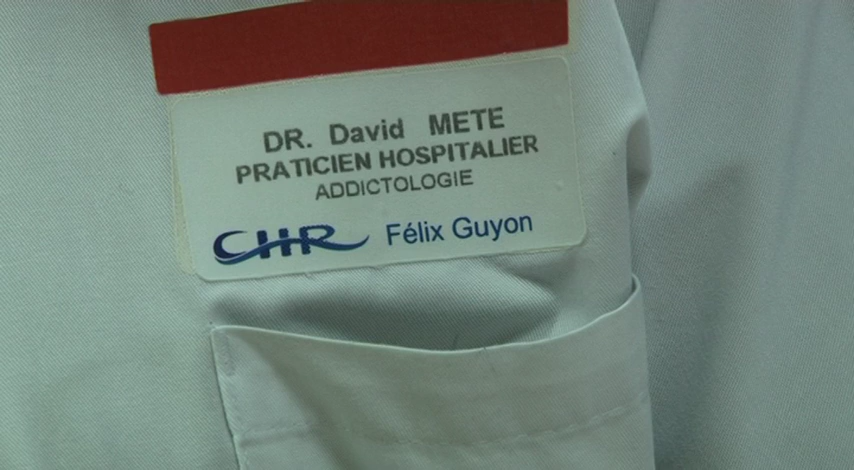 DR. David METE
PRATICIEN HOSPITALIER
ADDICTOLOGIE
CHR Félix Guyon